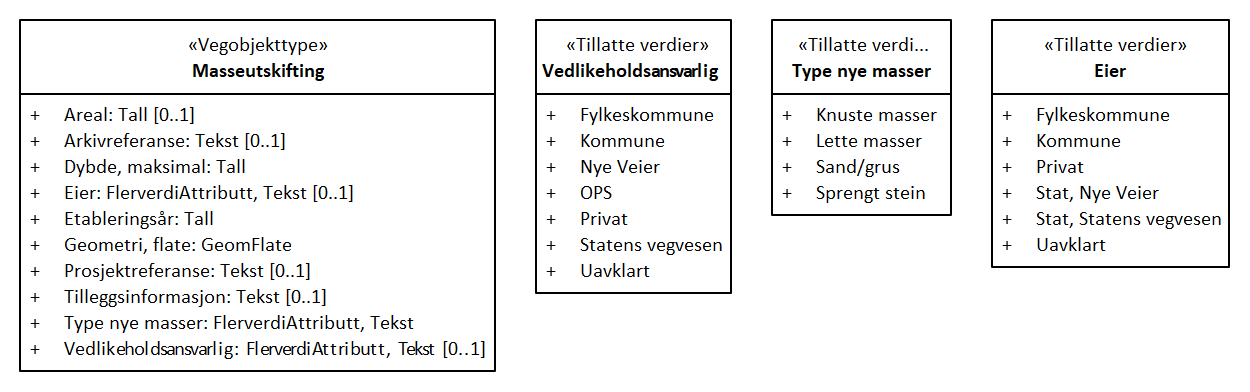 «Vegobjekttype»
Masseutskifting
+ Areal: Tall [0..1]
+ Arkivreferanse: Tekst [0..1]
+ Dybde, maksimal: Tall
+ Eier: FlerverdiAttributt, Tekst [0..1]
+ Etableringsår: Tall
+ Geometri, flate: GeomFlate
+ Prosjektreferanse: Tekst [0..1]
+ Tilleggsinformasjon: Tekst [0..1]
+ Type nye masser: FlerverdiAttributt, Tekst
+ Vedlikeholdsansvarlig: FlerverdiAttributt, Tekst [0..1]
«Tillatte verdier»
Vedlikeholdsansvarlig
+ Fylkeskommune
+ Kommune
+ Nye Veier
+ OPS
+ Privat
+ Statens vegvesen
+ Uavklart
«Tillatte verdi...
Type nye masser
+ Knuste masser
+ Lette masser
+ Sand/grus
+ Sprengt stein
«Tillatte verdier»
Eier
+ Fylkeskommune
+ Kommune
+ Privat
+ Stat, Nye Veier
+ Stat, Statens vegvesen
+ Uavklart